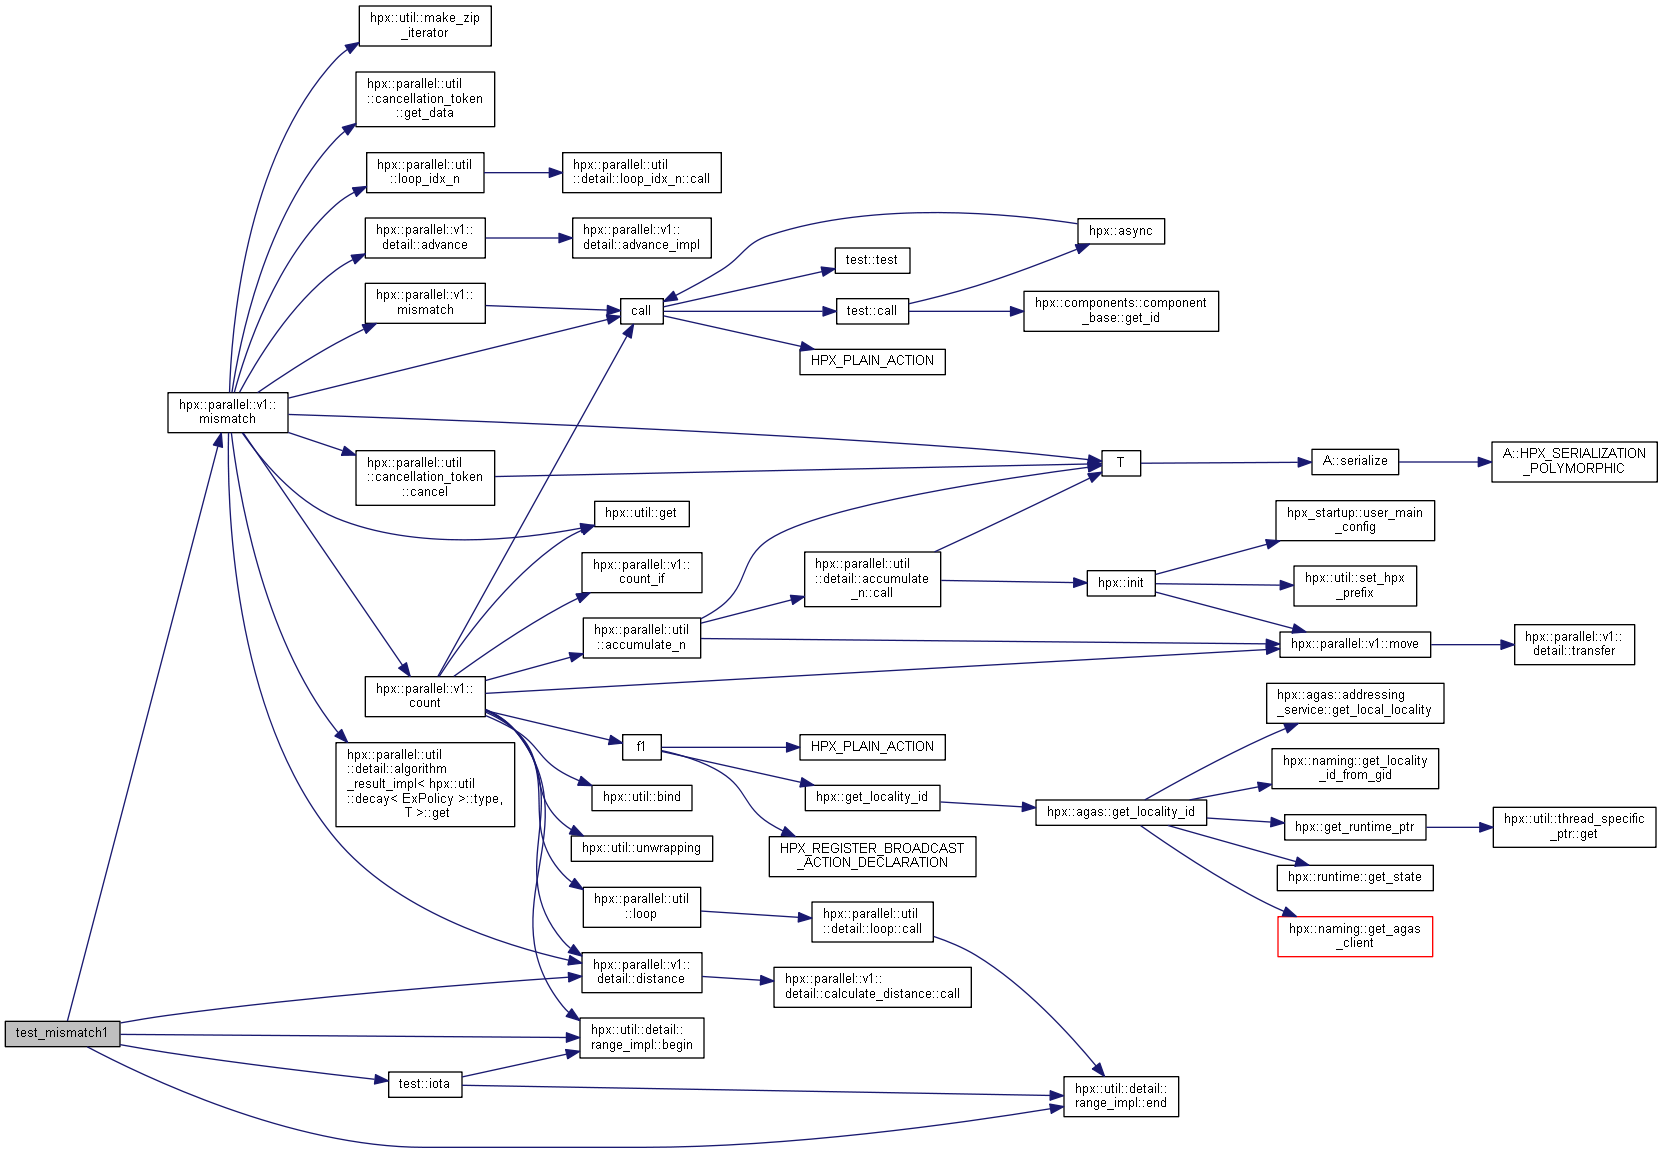 hpx::util::make_zip
_iterator
hpx::parallel::util
::cancellation_token
::get_data
hpx::parallel::util
::loop_idx_n
hpx::parallel::util
::detail::loop_idx_n::call
hpx::parallel::v1::
detail::advance
hpx::parallel::v1::
detail::advance_impl
hpx::async
test::test
hpx::parallel::v1::
mismatch
call
test::call
hpx::components::component
_base::get_id
HPX_PLAIN_ACTION
hpx::parallel::v1::
mismatch
hpx::parallel::util
::cancellation_token
::cancel
T
A::serialize
A::HPX_SERIALIZATION
_POLYMORPHIC
hpx::util::get
hpx_startup::user_main
_config
hpx::parallel::v1::
count_if
hpx::parallel::util
::detail::accumulate
_n::call
hpx::init
hpx::util::set_hpx
_prefix
hpx::parallel::util
::accumulate_n
hpx::parallel::v1::move
hpx::parallel::v1::
detail::transfer
hpx::parallel::v1::
count
hpx::agas::addressing
_service::get_local_locality
hpx::parallel::util
::detail::algorithm
_result_impl< hpx::util
::decay< ExPolicy >::type,
T >::get
f1
HPX_PLAIN_ACTION
hpx::naming::get_locality
_id_from_gid
hpx::util::bind
hpx::get_locality_id
hpx::agas::get_locality_id
hpx::get_runtime_ptr
hpx::util::thread_specific
_ptr::get
hpx::util::unwrapping
HPX_REGISTER_BROADCAST
_ACTION_DECLARATION
hpx::runtime::get_state
hpx::parallel::util
::loop
hpx::parallel::util
::detail::loop::call
hpx::naming::get_agas
_client
hpx::parallel::v1::
detail::distance
hpx::parallel::v1::
detail::calculate_distance::call
test_mismatch1
hpx::util::detail::
range_impl::begin
test::iota
hpx::util::detail::
range_impl::end